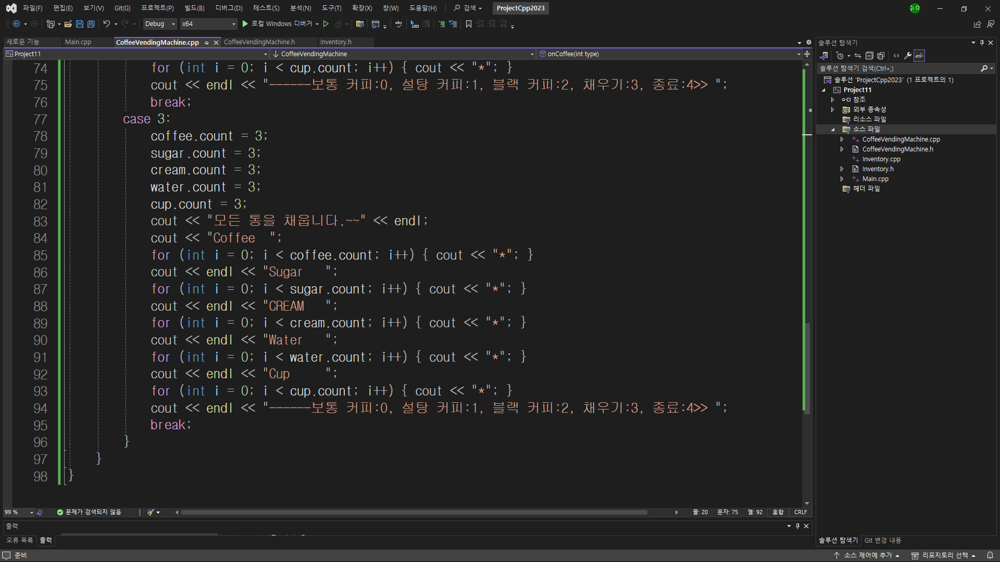 파일(F) 편집(E) 보기(V) Git(G) 프로젝트(P) 빌드(B) 디버그(D) 테스트(S) 분석(N) 도구(T) 확장(X) 창(W) 도움말(H) 검색 ProjectCpp2023 수0
Debug x64 로컬 Windows 디버거
새로운 기능 Main.cpp CoffeeVendingMachine.cpp CoffeeVendingMachine.h Inventory.h
Project11 CoffeeVendingMachine onCoffee(int type)
74 for (int i = 0; i < cup.count; i++) { cout << "*"; }
75 cout << endl << "------보통 커피:0, 설탕 커피:1, 블랙 커피:2, 채우기:3, 종료:4>> ";
76 break;
77 case 3:
78 coffee.count = 3;
79 sugar.count = 3;
80 cream.count = 3;
81 water.count = 3;
82 cup.count = 3;
83 cout << "모든 통을 채웁니다.~~" << endl;
84 cout << "Coffee  ";
85 for (int i = 0; i < coffee.count; i++) { cout << "*"; }
86 cout << endl << "Sugar   ";
87 for (int i = 0; i < sugar.count; i++) { cout << "*"; }
88 cout << endl << "CREAM   ";
89 for (int i = 0; i < cream.count; i++) { cout << "*"; }
90 cout << endl << "Water   ";
91 for (int i = 0; i < water.count; i++) { cout << "*"; }
92 cout << endl << "Cup     ";
93 for (int i = 0; i < cup.count; i++) { cout << "*"; }
94 cout << endl << "------보통 커피:0, 설탕 커피:1, 블랙 커피:2, 채우기:3, 종료:4>> ";
95 break;
96 }
97 }
98 }
99 % 문제가 검색되지 않음 줄: 20 문자: 75 열: 92 혼합 CRLF
출력
오류 목록 출력
솔루션 탐색기
솔루션 탐색기 검색(Ctrl+;)
솔루션 'ProjectCpp2023' (1 프로젝트의 1)
Project11
참조
외부 종속성
리소스 파일
소스 파일
CoffeeVendingMachine.cpp
CoffeeVendingMachine.h
Inventory.cpp
Inventory.h
Main.cpp
헤더 파일
솔루션 탐색기 Git 변경 내용
준비 소스 제어에 추가 리포지토리 선택